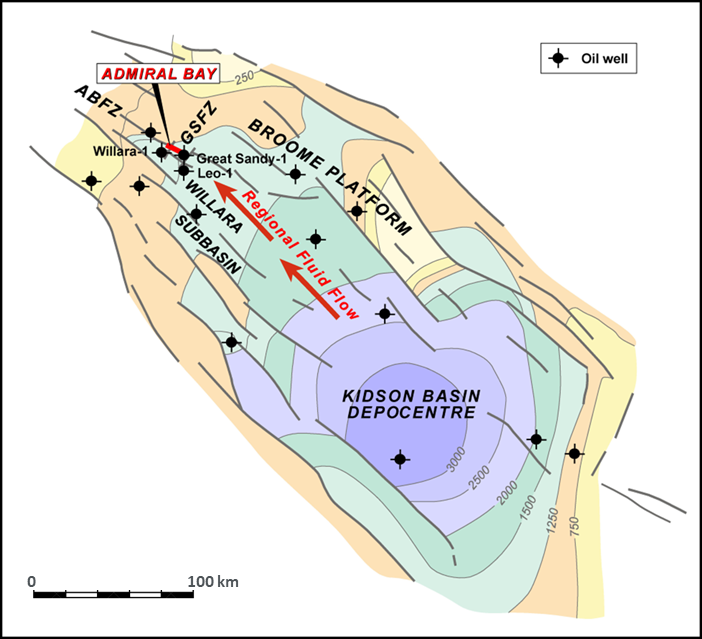 Oil well
250
ADMIRAL BAY
ABFZ
GSFZ
BROOME PLATFORM
Willara-1
Great Sandy-1
Leo-1
WILLARA
SUBBASIN
Regional Fluid Flow
KIDSON BASIN
DEPOCENTRE
3000
2500
2000
1500
1250
750
0
100 km